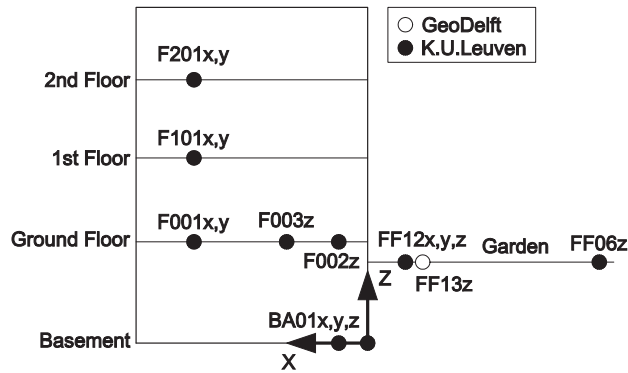 GeoDelft
K.U.Leuven
F201x,y
2nd Floor
F101x,y
1st Floor
F001x,y
F003z
Ground Floor
F002z
FF12x,y,z
Garden
FF06z
Z
FF13z
BA01x,y,z
Basement
X